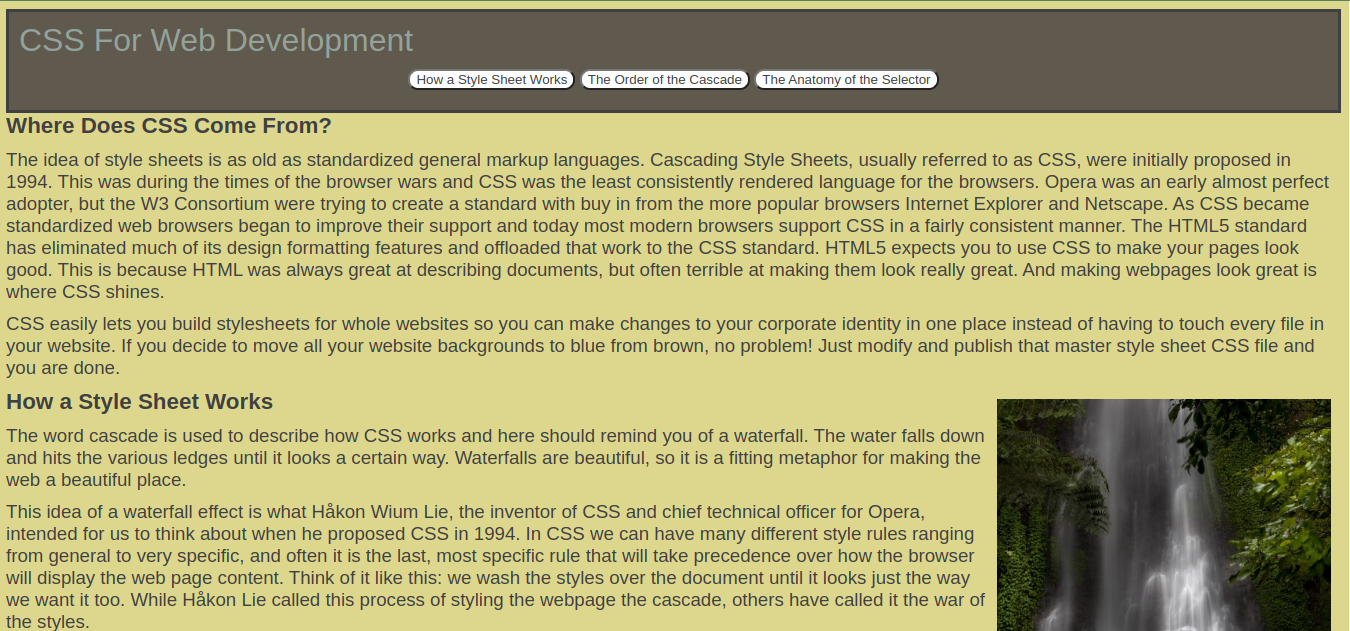 CSS For Web Development
How a Style Sheet Works The Order of the Cascade The Anatomy of the Selector
Where Does CSS Come From?
The idea of style sheets is as old as standardized general markup languages. Cascading Style Sheets, usually referred to as CSS, were initially proposed in
1994. This was during the times of the browser wars and CSS was the least consistently rendered language for the browsers. Opera was an early almost perfect
adopter, but the W3 Consortium were trying to create a standard with buy in from the more popular browsers Internet Explorer and Netscape. As CSS became
standardized web browsers began to improve their support and today most modern browsers support CSS in a fairly consistent manner. The HTML5 standard
has eliminated much of its design formatting features and offloaded that work to the CSS standard. HTML5 expects you to use CSS to make your pages look
good. This is because HTML was always great at describing documents, but often terrible at making them look really great. And making webpages look great is
where CSS shines.
CSS easily lets you build stylesheets for whole websites so you can make changes to your corporate identity in one place instead of having to touch every file in
your website. If you decide to move all your website backgrounds to blue from brown, no problem! Just modify and publish that master style sheet CSS file and
you are done.
How a Style Sheet Works
The word cascade is used to describe how CSS works and here should remind you of a waterfall. The water falls down
and hits the various ledges until it looks a certain way. Waterfalls are beautiful, so it is a fitting metaphor for making the
web a beautiful place.
This idea of a waterfall effect is what Håkon Wium Lie, the inventor of CSS and chief technical officer for Opera,
intended for us to think about when he proposed CSS in 1994. In CSS we can have many different style rules ranging
from general to very specific, and often it is the last, most specific rule that will take precedence over how the browser
will display the web page content. Think of it like this: we wash the styles over the document until it looks just the way
we want it too. While Håkon Lie called this process of styling the webpage the cascade, others have called it the war of
the styles.